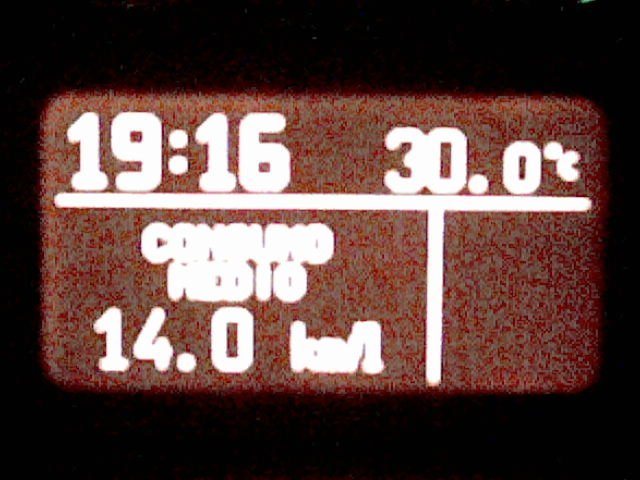 19:16 30.0°c
CONSUMO
MEDIO
14.0 km/l